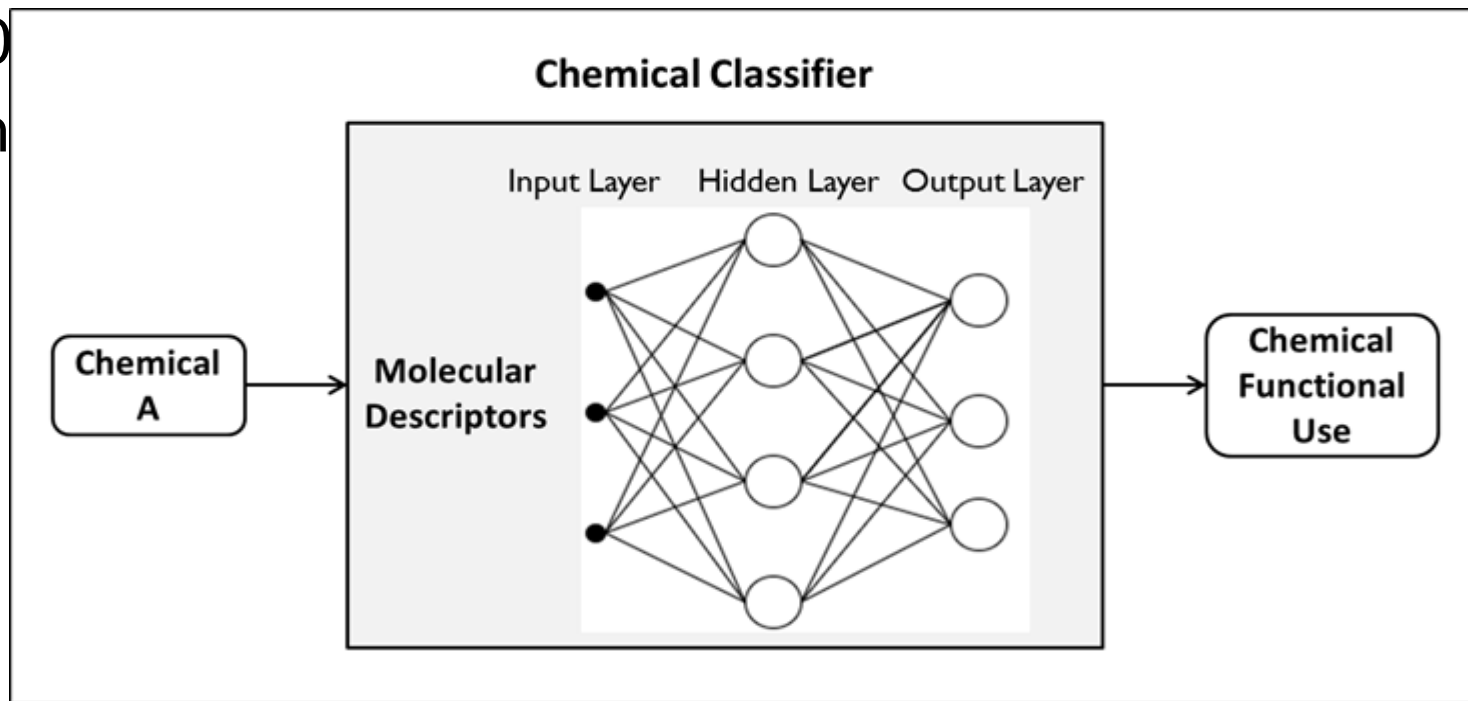 Chemical Classifier
Input Layer Hidden Layer Output Layer
Chemical
A
Molecular
Descriptors
Chemical
Functional
Use